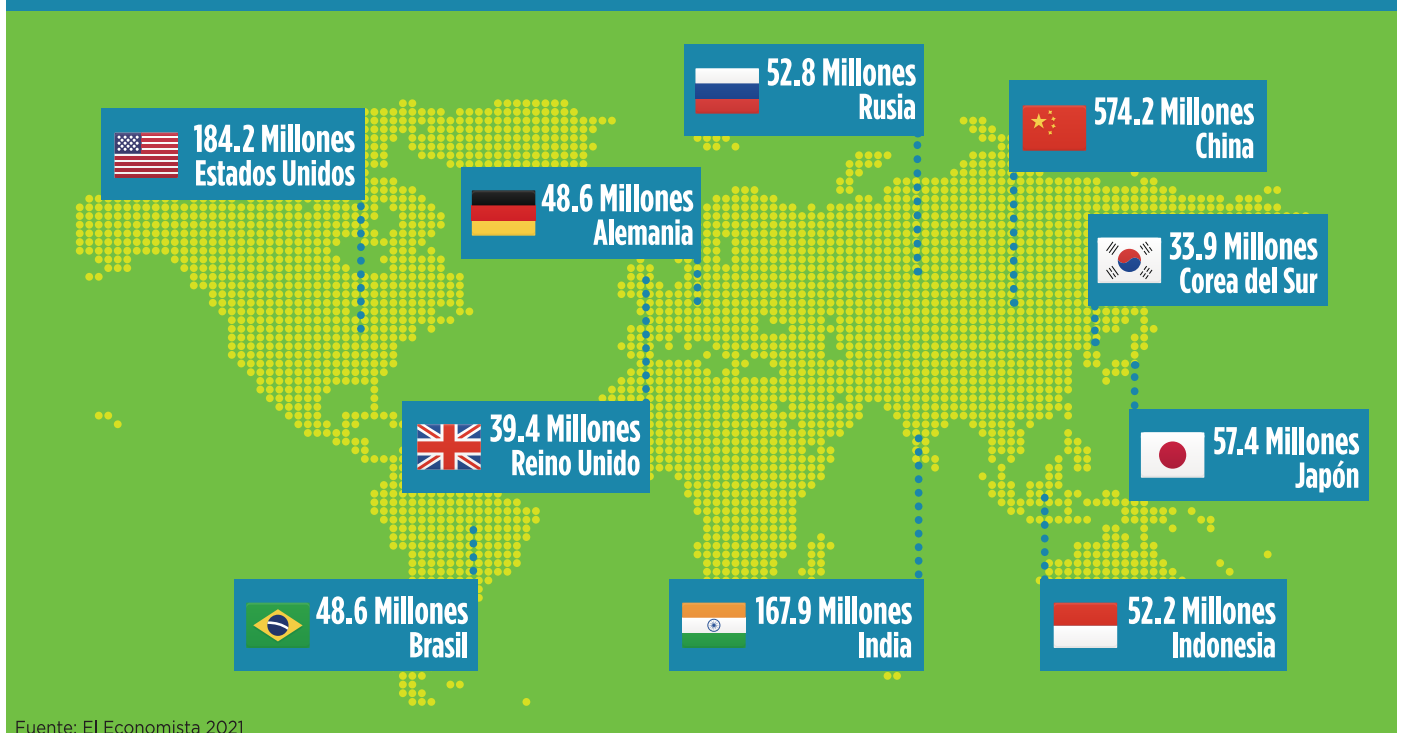 52.8 Millones
Rusia
574.2 Millones
China
184.2 Millones
Estados Unidos
48.6 Millones
Alemania
33.9 Millones
Corea del Sur
39.4 Millones
Reino Unido
57.4 Millones
Japón
48.6 Millones
Brasil
167.9 Millones
India
52.2 Millones
Indonesia
Fuente: El Economista 2021